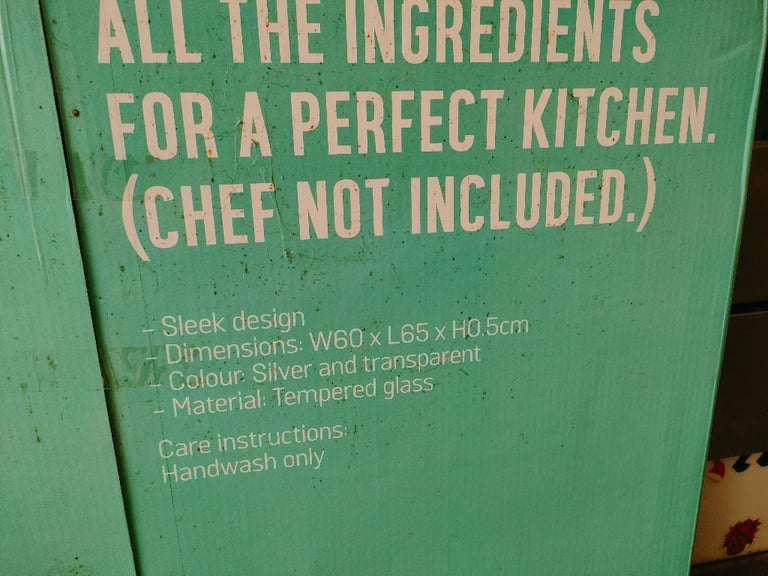 ALL THE INGREDIENTS
FOR A PERFECT KITCHEN.
(CHEF NOT INCLUDED.)
– Sleek design
– Dimensions: W60 x L65 x H0.5cm
– Colour: Silver and transparent
– Material: Tempered glass
Care instructions:
Handwash only